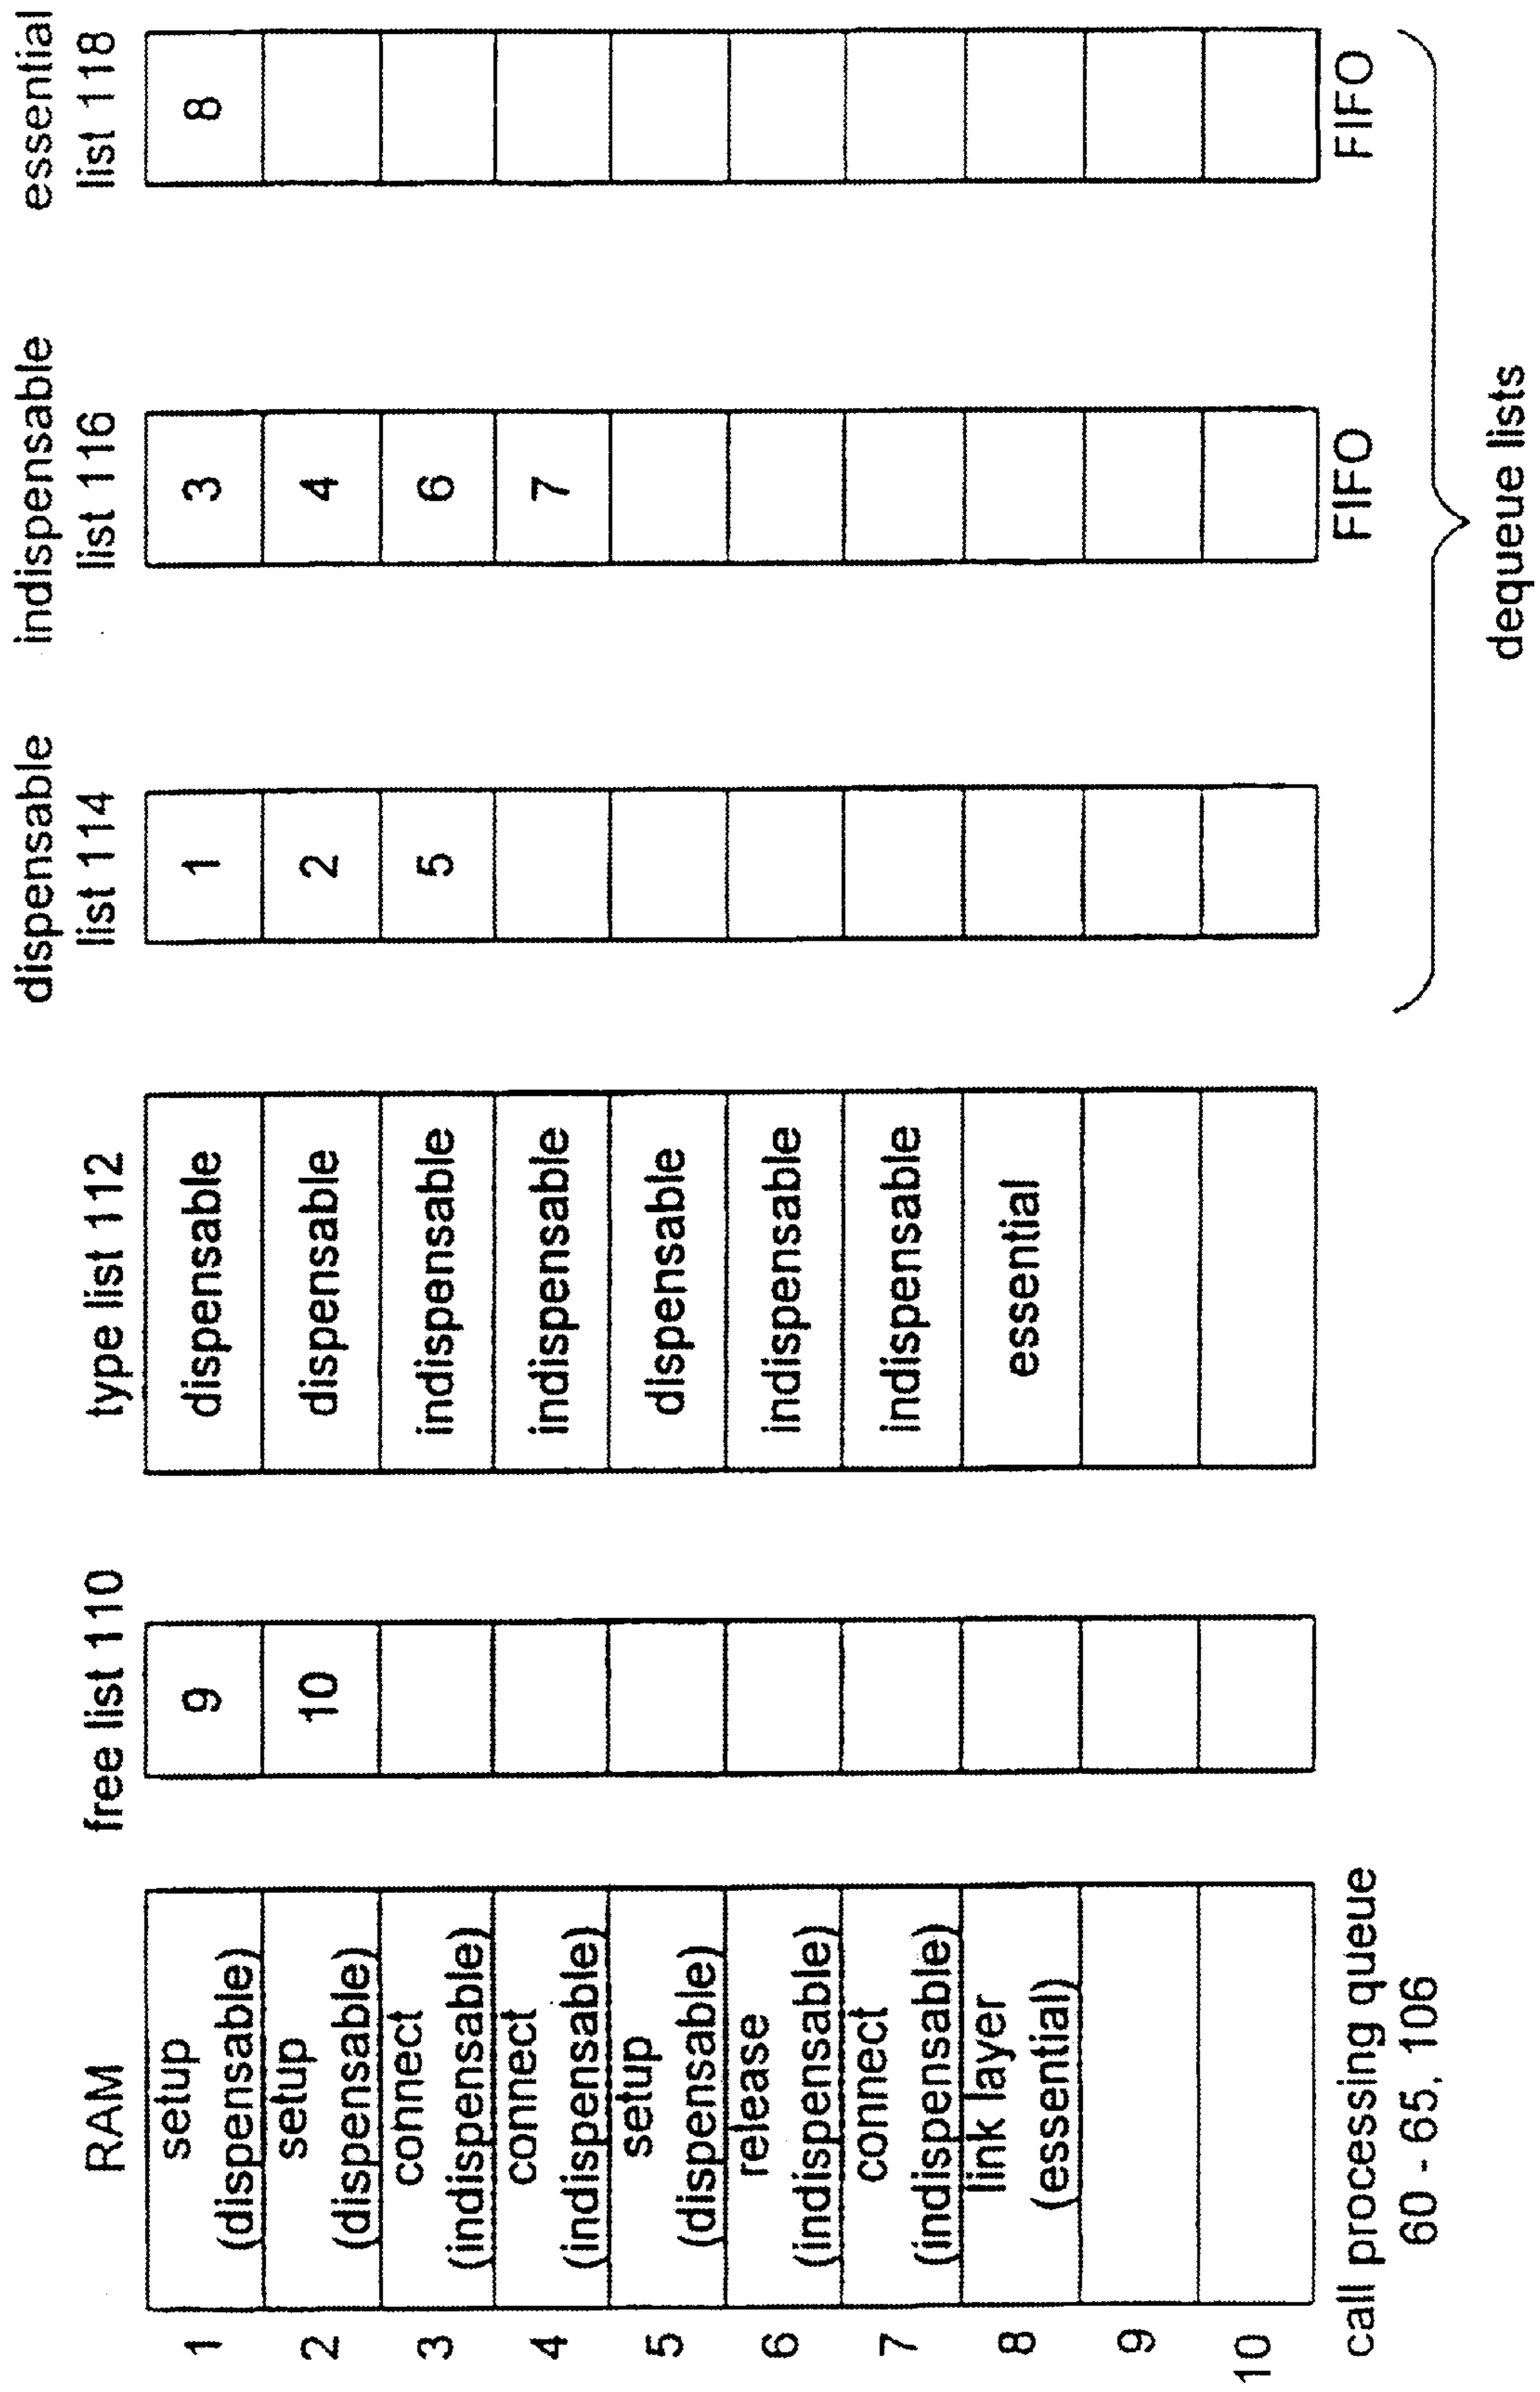 RAM
1
setup
(dispensable)
2
setup
(dispensable)
3
connect
(indispensable)
4
connect
(indispensable)
5
setup
(dispensable)
6
release
(indispensable)
7
connect
(indispensable)
8
link layer
(essential)
9
10
call processing queue
60 - 65, 106
free list 110
9
10
type list 112
dispensable
dispensable
indispensable
indispensable
dispensable
indispensable
indispensable
essential
dispensable
list 114
1
2
5
indispensable
list 116
3
4
6
7
FIFO
essential
list 118
8
FIFO
dequeue lists